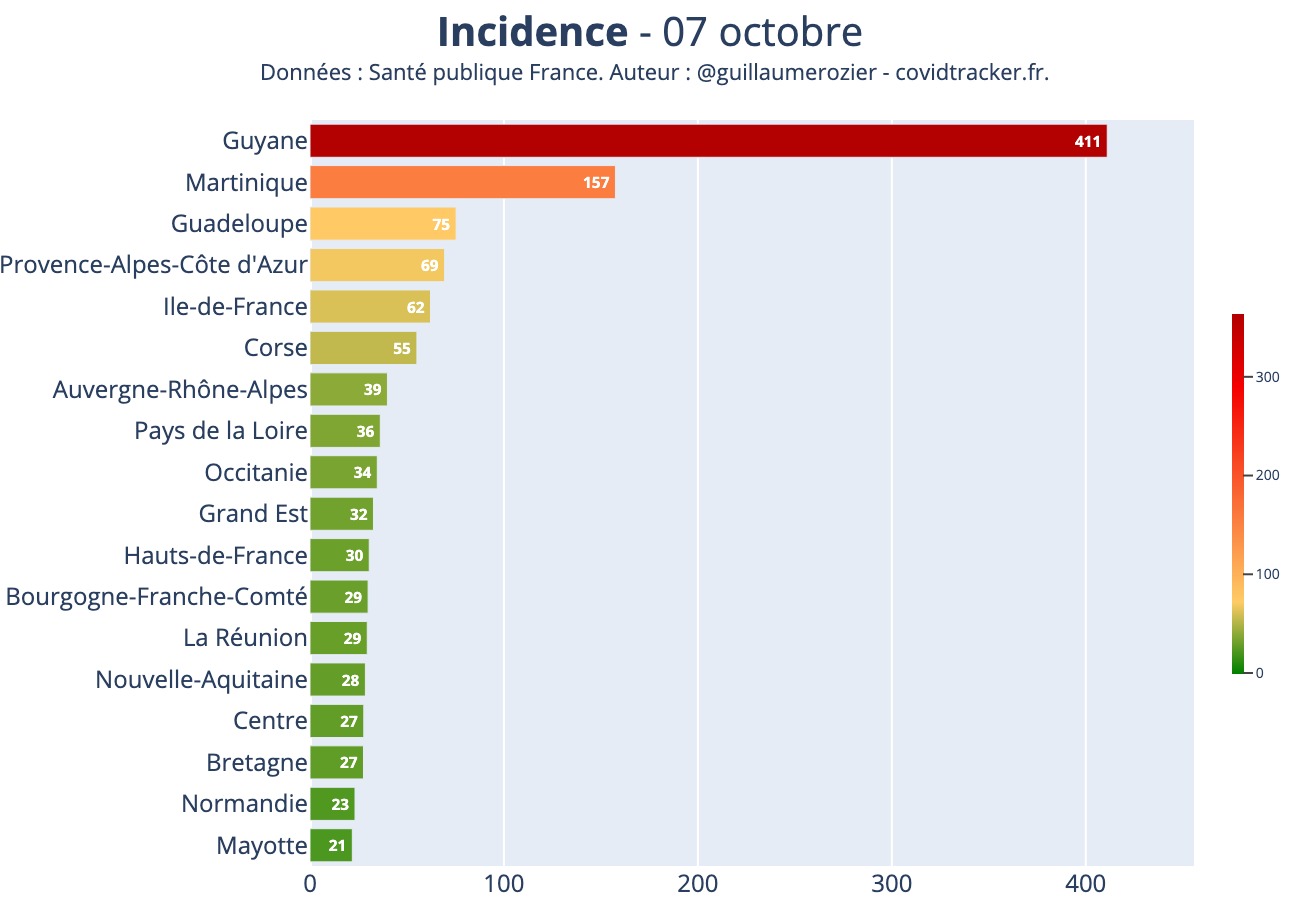 Incidence - 07 octobre
Données : Santé publique France. Auteur : @guillaumerozier - covidtracker.fr.
Guyane 411
Martinique 157
Guadeloupe 75
Provence-Alpes-Côte d'Azur 69
Ile-de-France 62
Corse 55
Auvergne-Rhône-Alpes 39
Pays de la Loire 36
Occitanie 34
Grand Est 32
Hauts-de-France 30
Bourgogne-Franche-Comté 29
La Réunion 29
Nouvelle-Aquitaine 28
Centre 27
Bretagne 27
Normandie 23
Mayotte 21
0 100 200 300 400
300
200
100
0